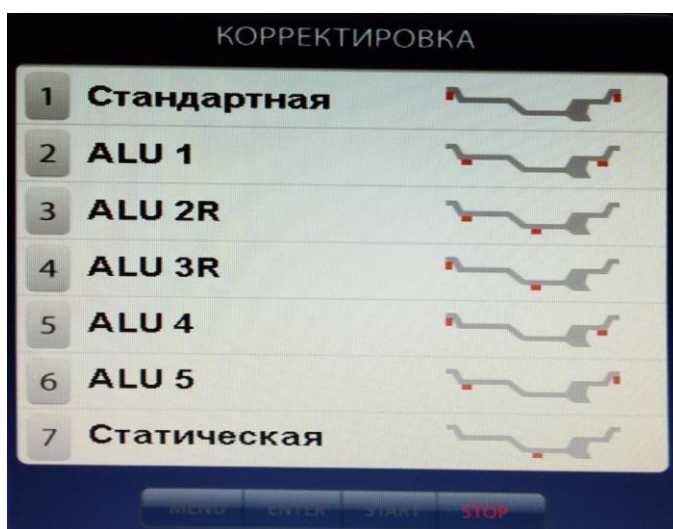 КОРРЕКТИРОВКА
1 Стандартная
2 ALU 1
3 ALU 2R
4 ALU 3R
5 ALU 4
6 ALU 5
7 Статическая
MENU ENTER START STOP